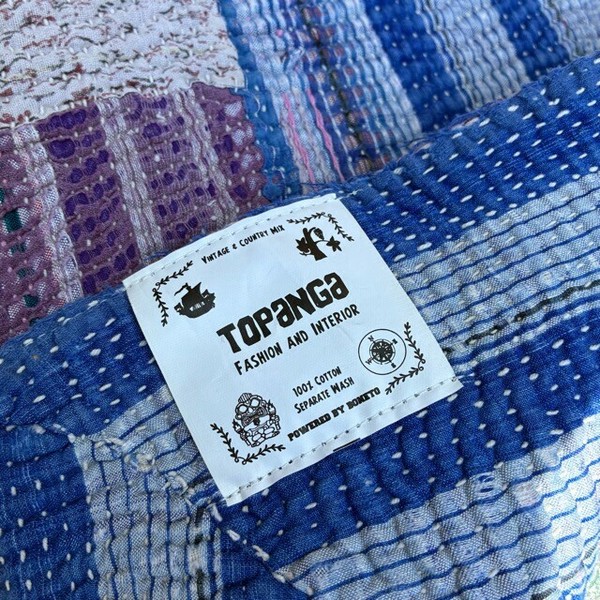 Vintage & Country Mix
TOPANGA
Fashion and Interior
100% Cotton
Separate Wash
POWERED BY BONETO